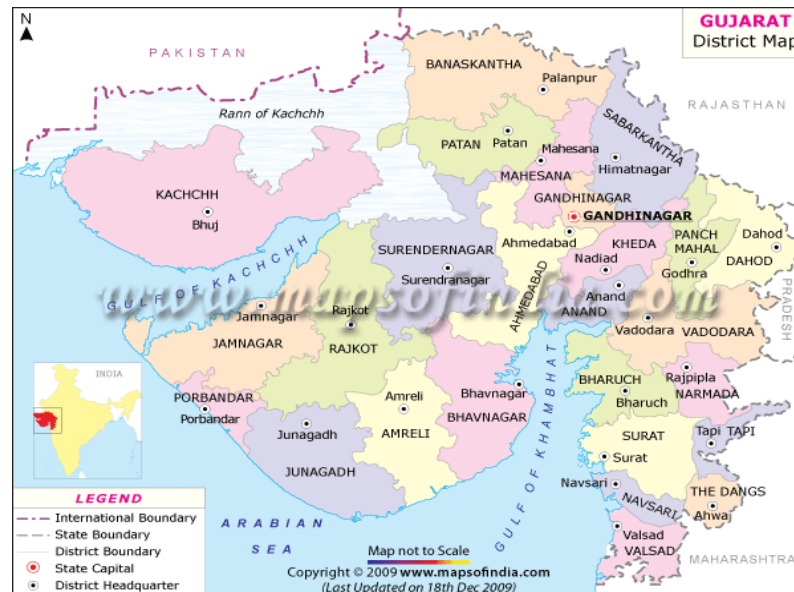 N
GUJARAT
District Map
PAKISTAN
RAJASTHAN
BANASKANTHA
Palanpur
Rann of Kachchh
PATAN
Patan
Mahesana
MAHESANA
SABARKANTHA
Himatnagar
KACHCHH
Bhuj
GANDHINAGAR
GANDHINAGAR
Ahmedabad
AHMEDABAD
KHEDA
Nadiad
PANCH
MAHAL
Godhra
Dahod
DAHOD
PRADESH
SURENDERNAGAR
Surendranagar
GULF OF KACHCHH
www.mapsofindia.com
Anand
ANAND
Vadodara
VADODARA
Jamnagar
JAMNAGAR
Rajkot
RAJKOT
INDIA
PORBANDAR
Porbandar
Amreli
AMRELI
Bhavnagar
BHAVNAGAR
GULF OF KHAMBHAT
BHARUCH
Bharuch
Rajpipla
NARMADA
Junagadh
JUNAGADH
SURAT
Surat
Tapi TAPI
Navsari
NAVSARI
THE DANGS
Ahwa
Valsad
VALSAD
MAHARASHTRA
ARABIAN
SEA
LEGEND
International Boundary
State Boundary
District Boundary
State Capital
District Headquarter
Map not to Scale
Copyright © 2009 www.mapsofindia.com
(Last Updated on 18th Dec 2009)